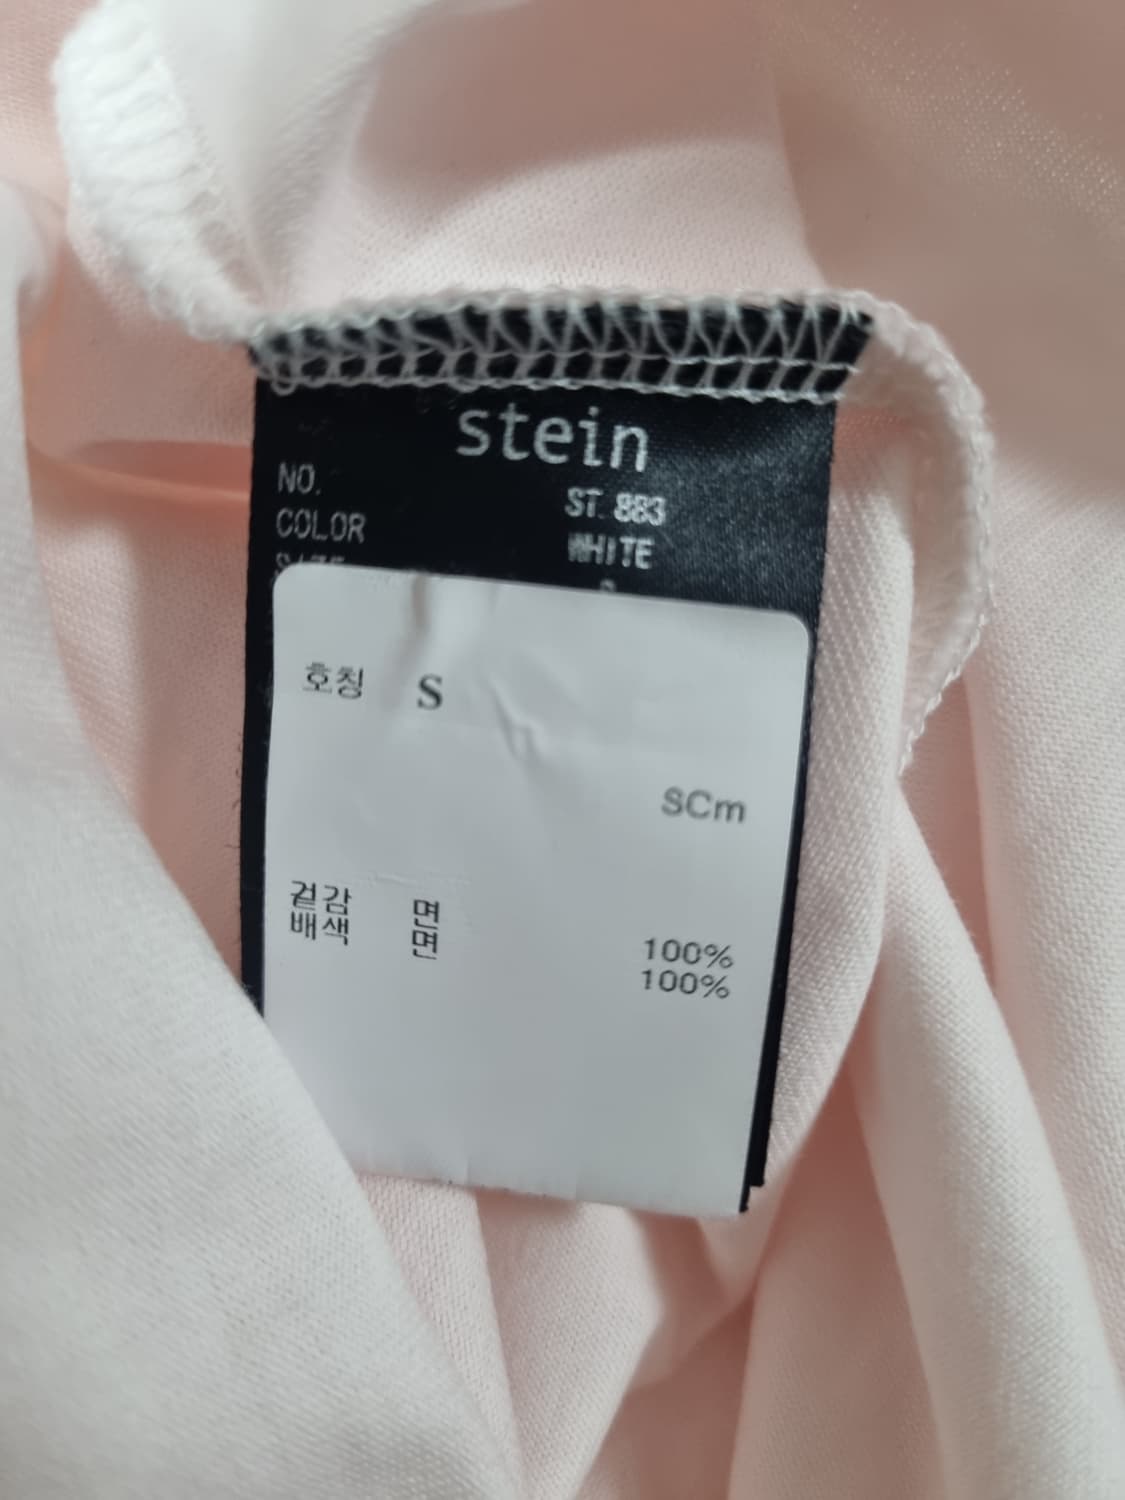 stein
NO. ST. 883
COLOR WHITE
호칭 S
SCm
겉감 면 100%
배색 면 100%